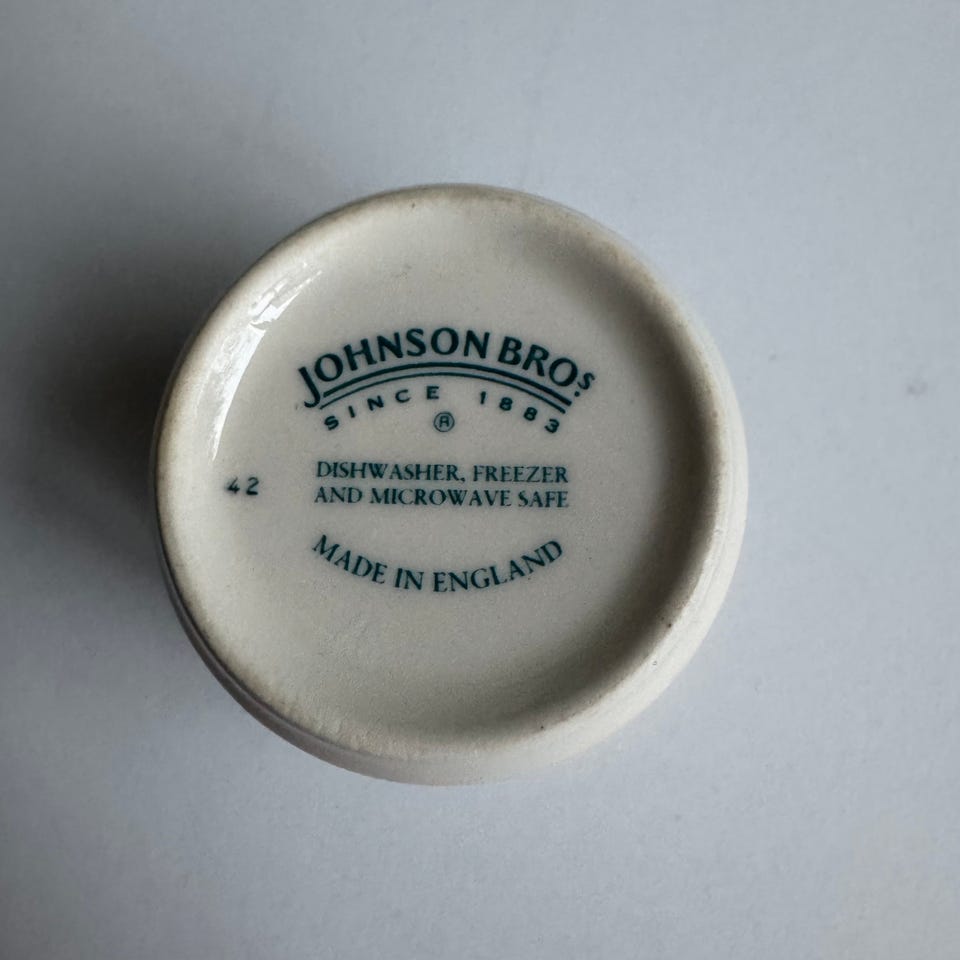 JOHNSON BROS.
SINCE 1883
®
DISHWASHER, FREEZER
AND MICROWAVE SAFE
42
MADE IN ENGLAND